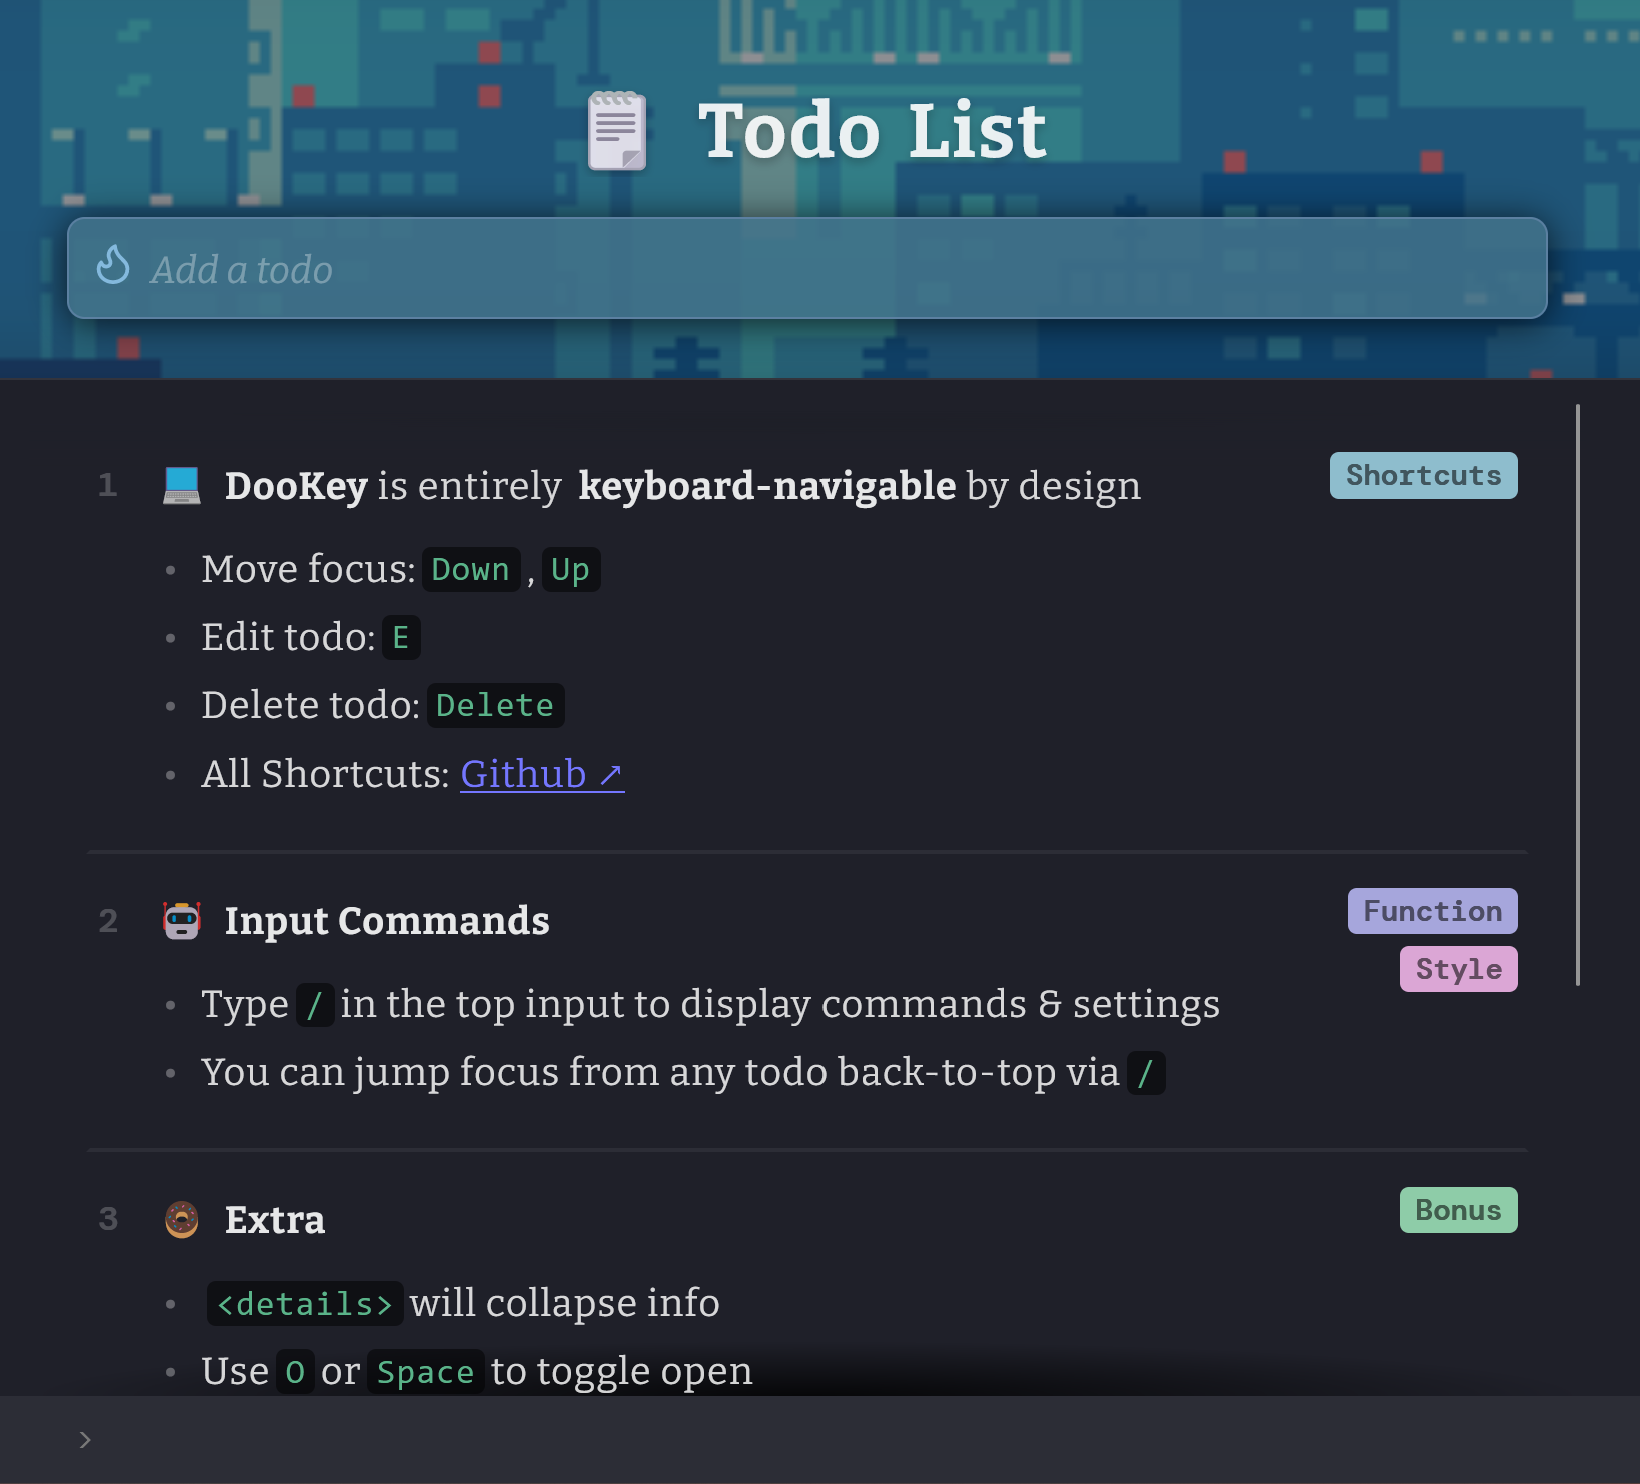 Todo List
Add a todo
1 DooKey is entirely keyboard-navigable by design Shortcuts
• Move focus: Down , Up
• Edit todo: E
• Delete todo: Delete
• All Shortcuts: Github ↗
2 Input Commands Function
Style
• Type / in the top input to display commands & settings
• You can jump focus from any todo back-to-top via /
3 Extra Bonus
• <details> will collapse info
• Use O or Space to toggle open
›